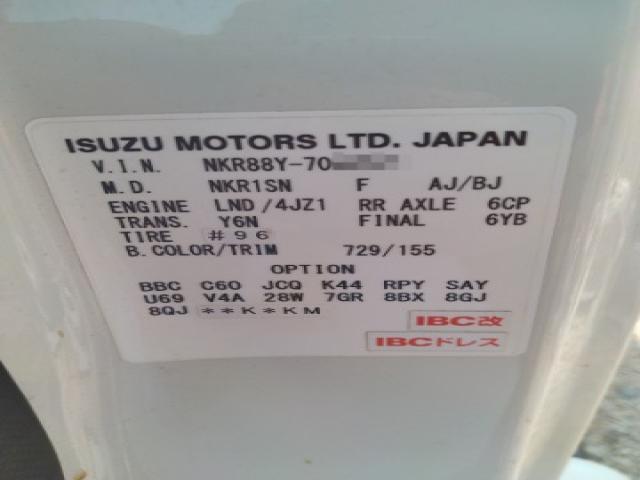 ISUZU MOTORS LTD. JAPAN
V.I.N. NKR88Y-70
M.D. NKR1SN F AJ/BJ
ENGINE LND/4JZ1 RR AXLE 6CP
TRANS. Y6N FINAL 6YB
TIRE #96
B.COLOR/TRIM 729/155
OPTION
BBC C60 JCQ K44 RPY SAY
U69 V4A 28W 7GR 8BX 8GJ
8QJ **K*KM
IBC改
IBCドレス